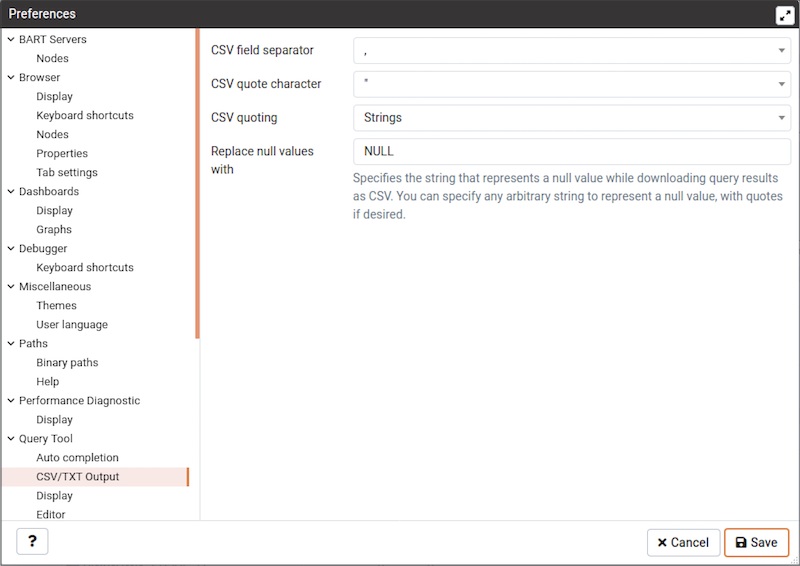 Preferences
BART Servers
Nodes
Browser
Display
Keyboard shortcuts
Nodes
Properties
Tab settings
Dashboards
Display
Graphs
Debugger
Keyboard shortcuts
Miscellaneous
Themes
User language
Paths
Binary paths
Help
Performance Diagnostic
Display
Query Tool
Auto completion
CSV/TXT Output
Display
Editor
CSV field separator
,
CSV quote character
"
CSV quoting
Strings
Replace null values
with
NULL
Specifies the string that represents a null value while downloading query results
as CSV. You can specify any arbitrary string to represent a null value, with quotes
if desired.
?
Cancel
Save